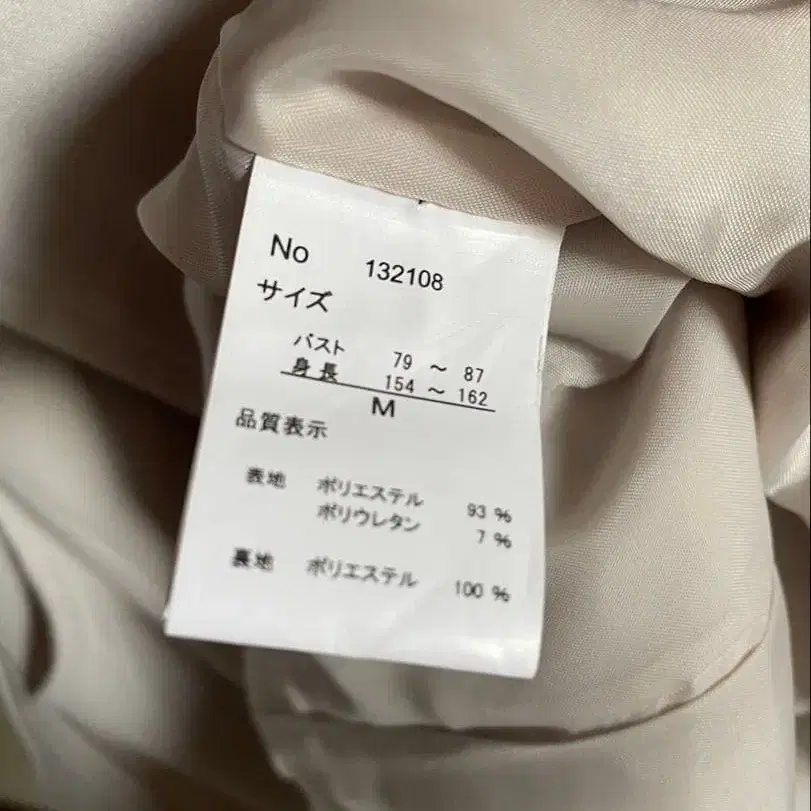 No 132108
サイズ
バスト 79 ～ 87
身長 154 ～ 162
M
品質表示
表地 ポリエステル 93 %
ポリウレタン 7 %
裏地 ポリエステル 100 %